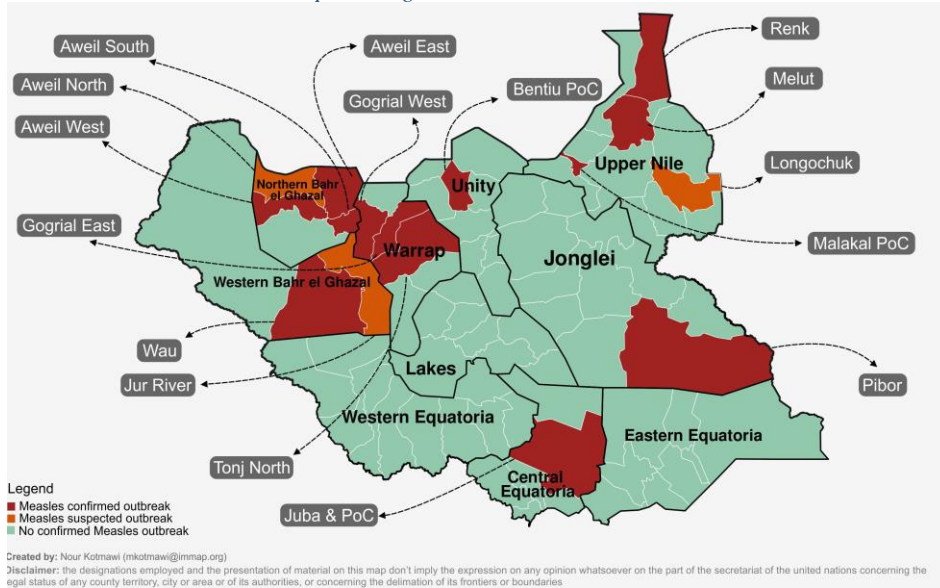 Renk
Aweil South
Aweil East
Melut
Aweil North
Gogrial West
Bentiu PoC
Aweil West
Longochuk
Upper Nile
Northern Bahr
el Ghazal
Unity
Gogrial East
Malakal PoC
Warrap
Jonglei
Western Bahr el Ghazal
Wau
Jur River
Lakes
Pibor
Western Equatoria
Eastern Equatoria
Tonj North
Central
Equatoria
Juba & PoC
Legend
Measles confirmed outbreak
Measles suspected outbreak
No confirmed Measles outbreak
Created by: Nour Kotmawi (mkotmawi@immap.org)
Disclaimer: the designations employed and the presentation of material on this map don't imply the expression on any opinion whatsoever on the part of the secretariat of the united nations concerning the
egal status of any county territory, city or area or of its authorities, or concerning the delimation of its frontiers or boundaries